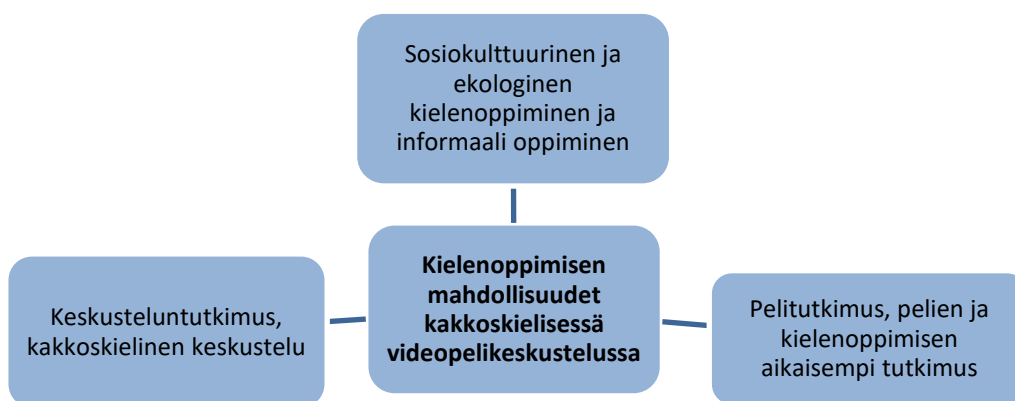 Sosiokulttuurinen ja
ekologinen
kielenoppiminen ja
informaali oppiminen
Kielenoppimisen
mahdollisuudet
kakkoskielisessä
videopelikeskustelussa
Keskusteluntutkimus,
kakkoskielinen keskustelu
Pelitutkimus, pelien ja
kielenoppimisen
aikaisempi tutkimus